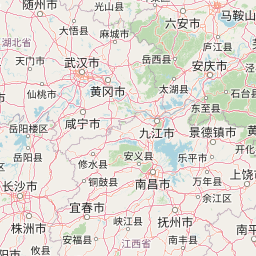 随州市
光山县
六安市
马鞍山
大悟县
麻城市
庐江县
湖北省
岳西县
天门市
武汉市
安庆市
太湖县
石台县
仙桃市
黄冈市
东至县
岳阳楼区
咸宁市
九江市
景德镇市
岳阳县
安义县
乐平市
开化
修水县
上饶市
长沙市
铜鼓县
南昌市
万年县
余江区
宜春市
株洲市
峡江县
抚州市
安福县
南丰县
江西省